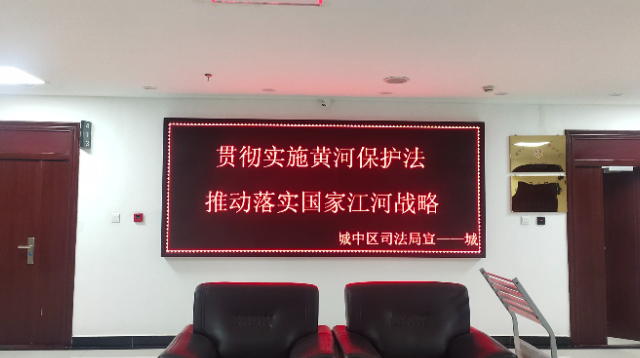 贯彻实施黄河保护法
推动落实国家江河战略
城中区司法局宣——城